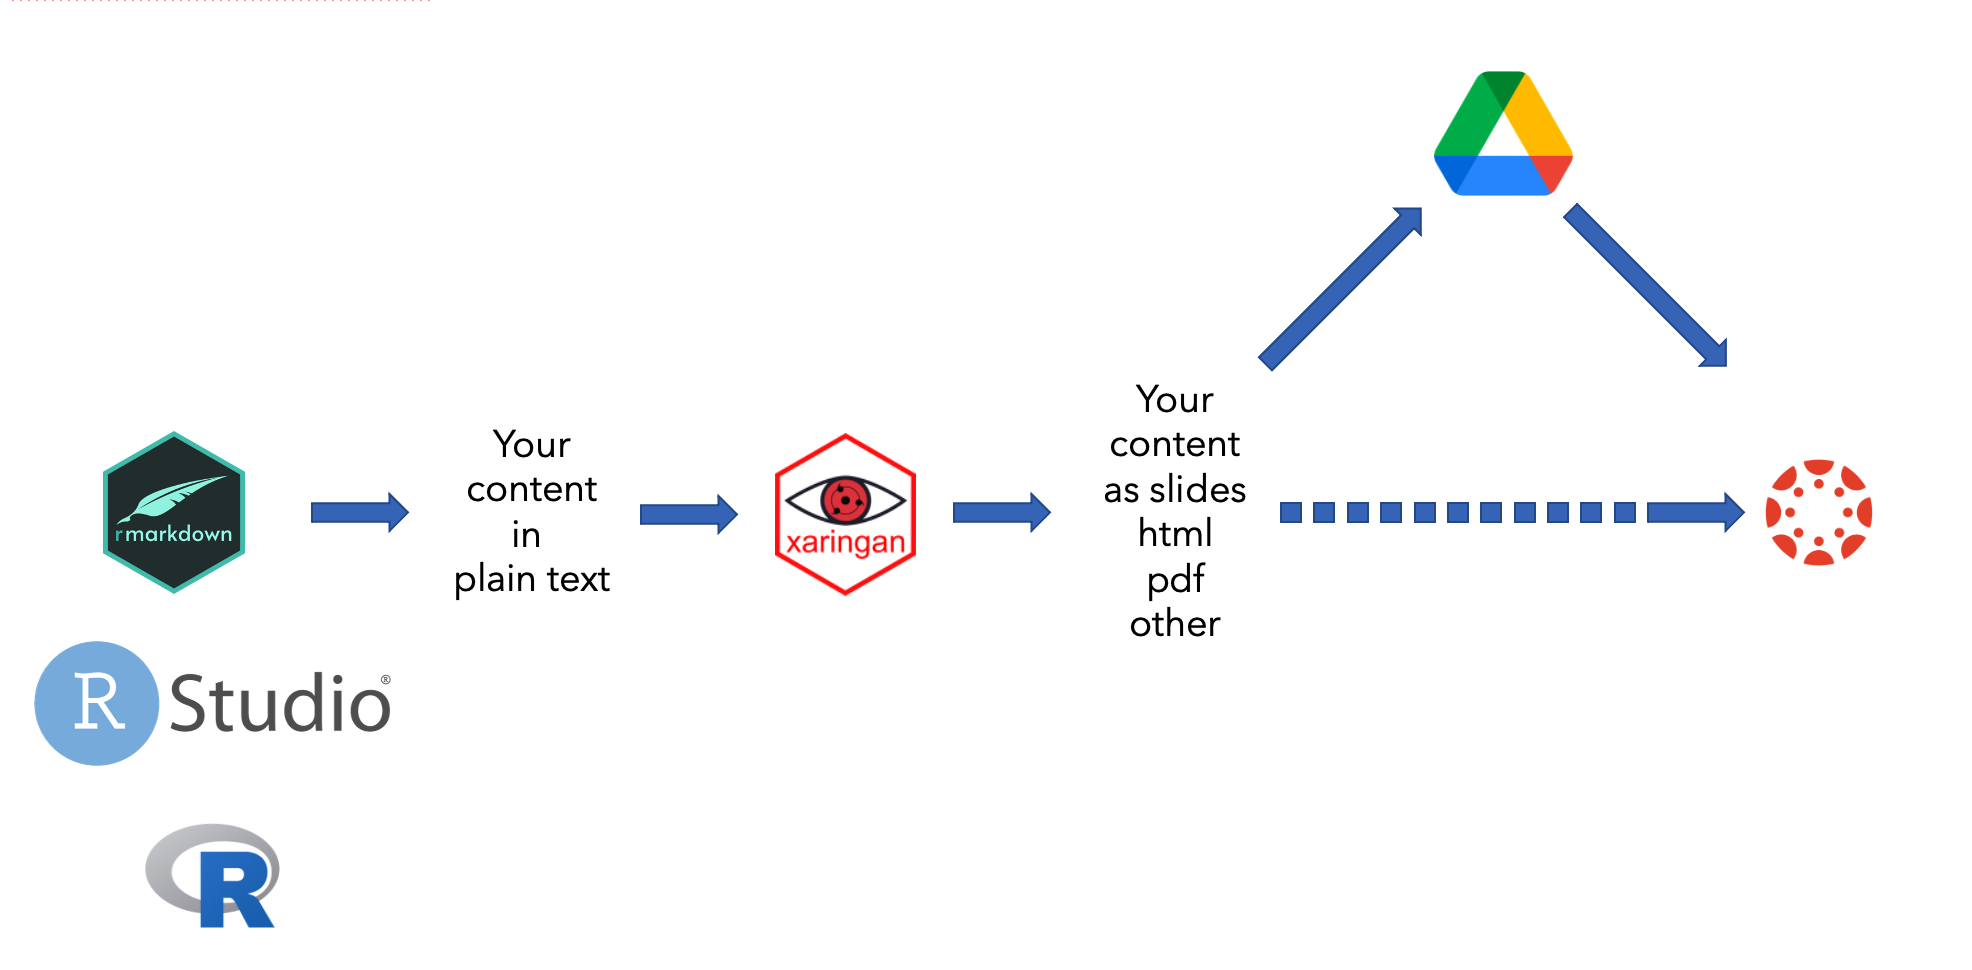 rmarkdown
Your
content
in
plain text
xaringan
Your
content
as slides
html
pdf
other
R Studio®
R